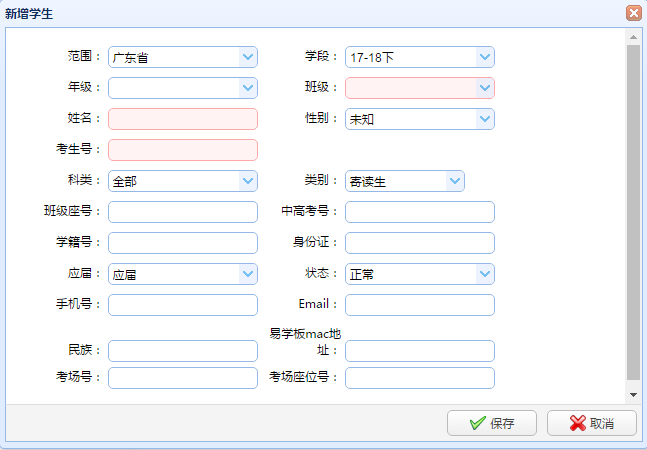 新增学生
范围： 广东省 学段： 17-18下
年级： 班级：
姓名： 性别： 未知
考生号：
科类： 全部 类别： 寄读生
班级座号： 中高考号：
学籍号： 身份证：
应届： 应届 状态： 正常
手机号： Email：
民族： 易学板mac地
址：
考场号： 考场座位号：
保存 取消